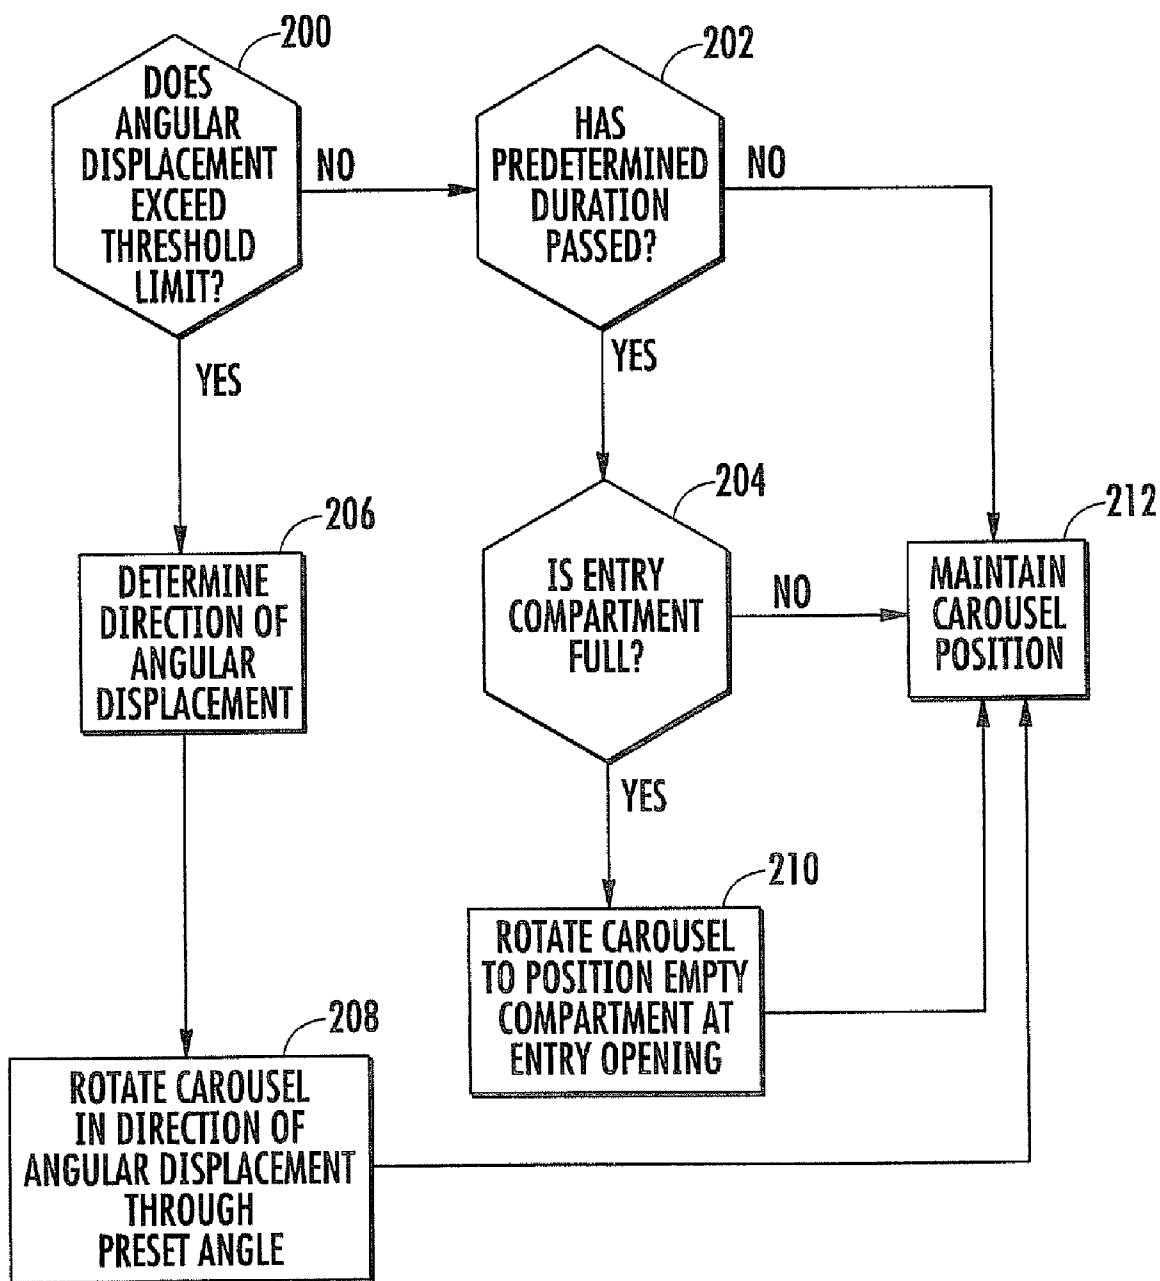 200
DOES
ANGULAR
DISPLACEMENT
EXCEED
THRESHOLD
LIMIT?
NO
YES
202
HAS
PREDETERMINED
DURATION
PASSED?
NO
YES
204
IS ENTRY
COMPARTMENT
FULL?
NO
YES
212
MAINTAIN
CAROUSEL
POSITION
206
DETERMINE
DIRECTION OF
ANGULAR
DISPLACEMENT
210
ROTATE CAROUSEL
TO POSITION EMPTY
COMPARTMENT AT
ENTRY OPENING
208
ROTATE CAROUSEL
IN DIRECTION OF
ANGULAR DISPLACEMENT
THROUGH
PRESET ANGLE